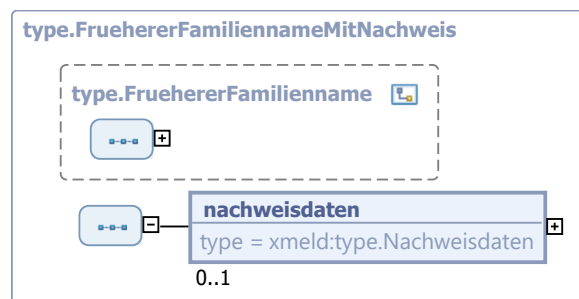 type.FruehererFamiliennameMitNachweis
type.FruehererFamilienname
nachweisdaten
type = xmeld:type.Nachweisdaten
0..1